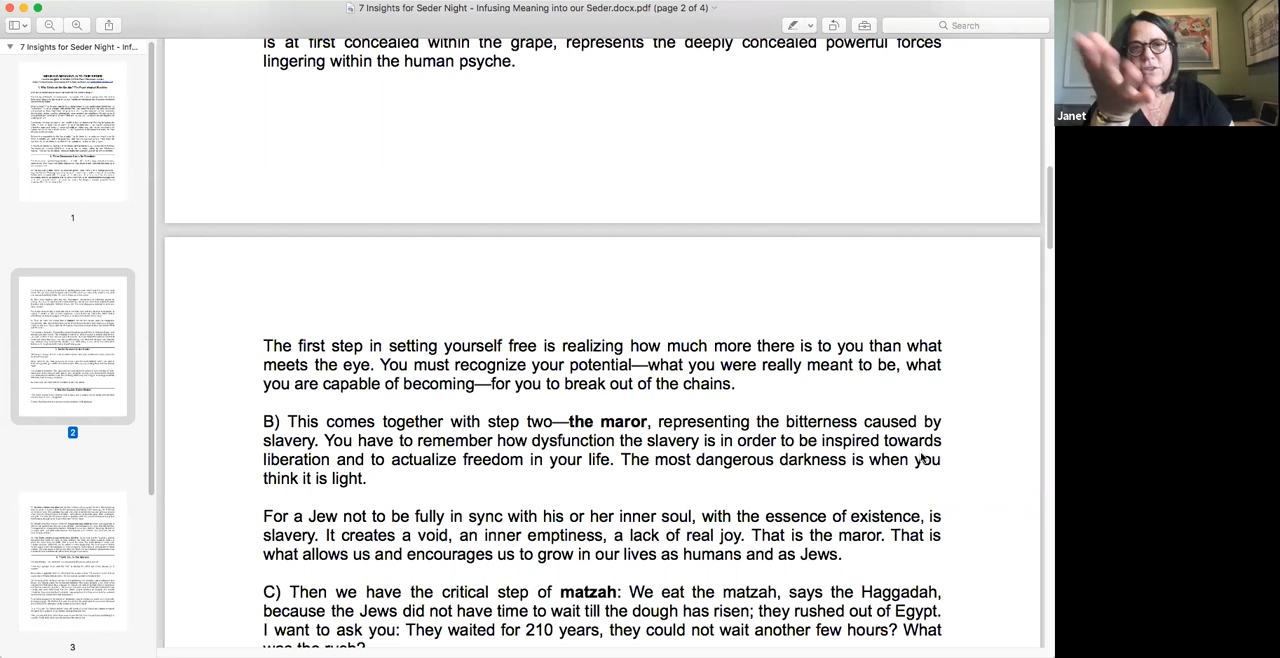 7 Insights for Seder Night - Infusing Meaning into our Seder.docx.pdf (page 2 of 4)
Search
7 Insights for Seder Night - Inf...
1
2
3
is at first concealed within the grape, represents the deeply concealed powerful forces
lingering within the human psyche.
The first step in setting yourself free is realizing how much more there is to you than what
meets the eye. You must recognize your potential—what you were really meant to be, what
you are capable of becoming—for you to break out of the chains.
B) This comes together with step two—the maror, representing the bitterness caused by
slavery. You have to remember how dysfunction the slavery is in order to be inspired towards
liberation and to actualize freedom in your life. The most dangerous darkness is when you
think it is light.
For a Jew not to be fully in sync with his or her inner soul, with the essence of existence, is
slavery. It creates a void, an inner emptiness, a lack of real joy. That is the maror. That is
what allows us and encourages us to grow in our lives as humans and as Jews.
C) Then we have the critical step of matzah: We eat the matzah, says the Haggadah,
because the Jews did not have time to wait till the dough has risen; they rushed out of Egypt.
I want to ask you: They waited for 210 years, they could not wait another few hours? What
was the rush?
Janet